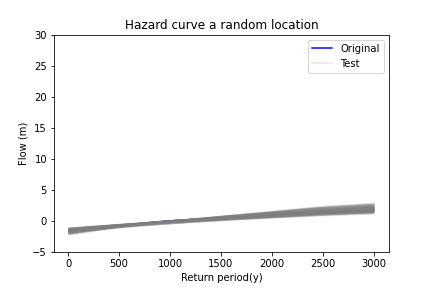 Hazard curve a random location
30
25
20
15
10
5
0
−5
Flow (m)
Original
Test
0 500 1000 1500 2000 2500 3000
Return period(y)